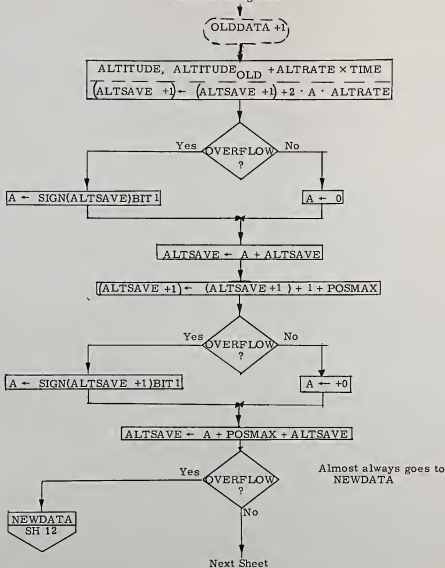 OLDDATA +1
ALTITUDE, ALTITUDE OLD +ALTRATE × TIME
(ALTSAVE +1)← (ALTSAVE +1)+2 · A · ALTRATE
Yes OVERFLOW ? No
A ← SIGN(ALTSAVE)BIT1
A ← 0
ALTSAVE ← A + ALTSAVE
(ALTSAVE +1)← (ALTSAVE+1 ) + 1 + POSMAX
Yes OVERFLOW ? No
A ← SIGN(ALTSAVE +1)BIT1
A ← +0
ALTSAVE ← A + POSMAX + ALTSAVE
Yes OVERFLOW ? No
Almost always goes to
NEWDATA
NEWDATA
SH 12
Next Sheet